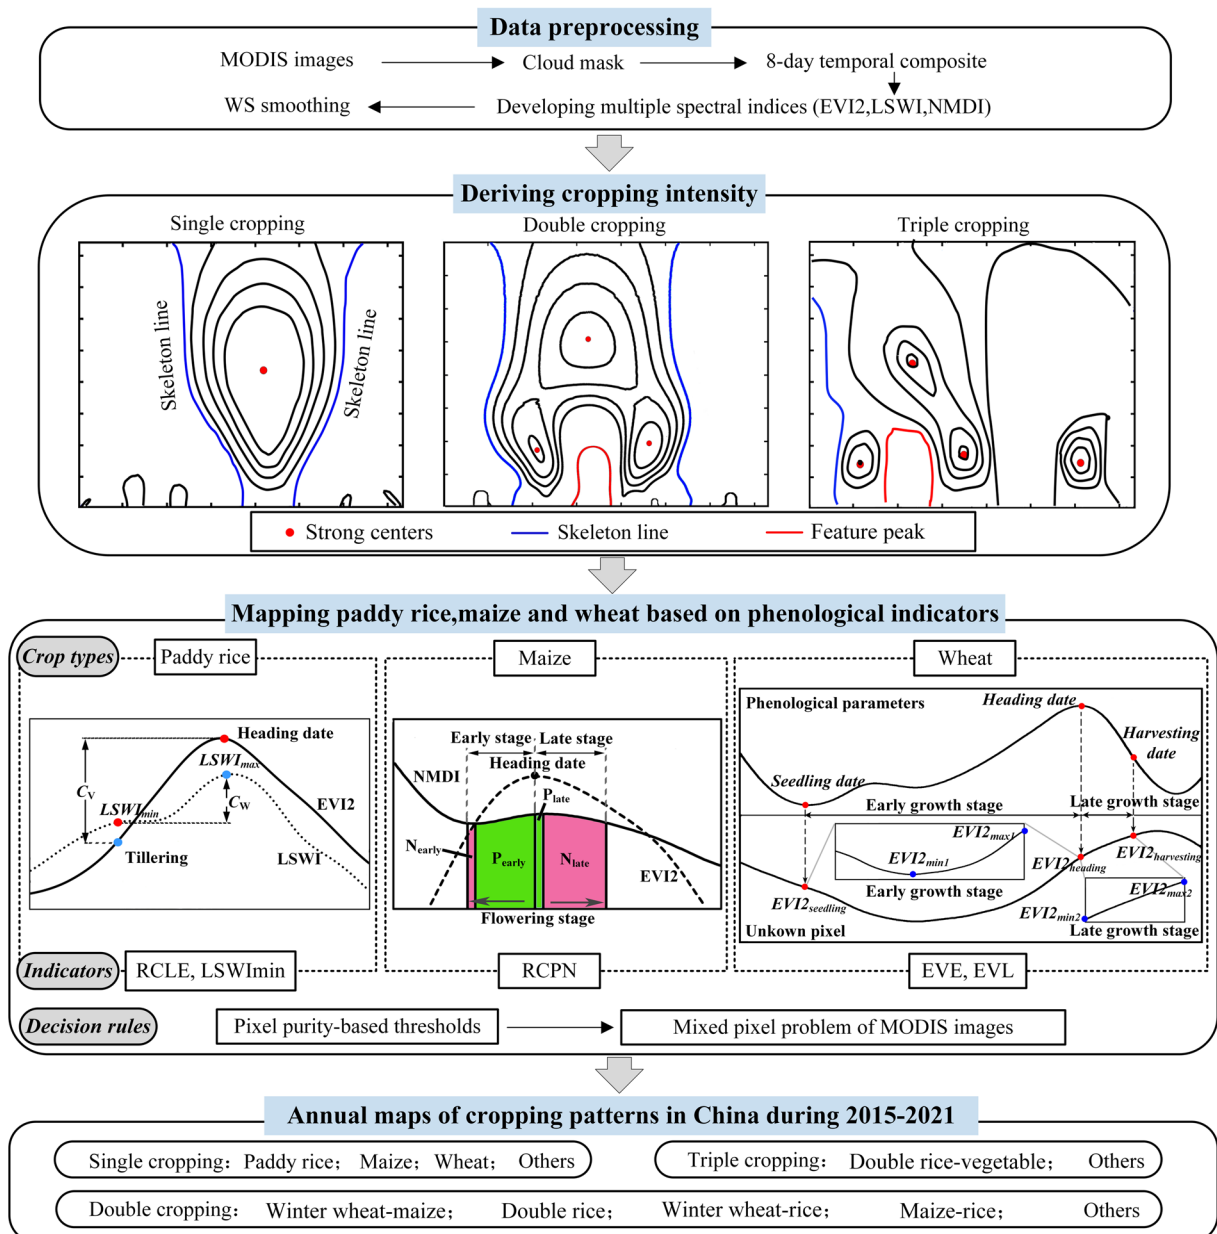 Data preprocessing
MODIS images
Cloud mask
8-day temporal composite
WS smoothing
Developing multiple spectral indices (EVI2,LSWI,NMDI)
Deriving cropping intensity
Single cropping
Double cropping
Triple cropping
Skeleton line
Skeleton line
Strong centers
Skeleton line
Feature peak
Mapping paddy rice,maize and wheat based on phenological indicators
Crop types
Paddy rice
Maize
Wheat
Heading date
LSWImax
CV
LSWImin
CW
EVI2
Tillering
LSWI
Early stage
Late stage
NMDI
Heading date
Plate
Nearly
Pearly
Nlate
EVI2
Flowering stage
Phenological parameters
Heading date
Harvesting
date
Seedling date
Early growth stage
Late growth stage
EVI2max1
EVI2min1
EVI2heading
EVI2harvesting
Early growth stage
EVI2seedling
EVI2max2
EVI2min2
Unkown pixel
Late growth stage
Indicators
RCLE, LSWImin
RCPN
EVE, EVL
Decision rules
Pixel purity-based thresholds
Mixed pixel problem of MODIS images
Annual maps of cropping patterns in China during 2015-2021
Single cropping: Paddy rice; Maize; Wheat; Others
Triple cropping: Double rice-vegetable; Others
Double cropping: Winter wheat-maize; Double rice; Winter wheat-rice; Maize-rice; Others